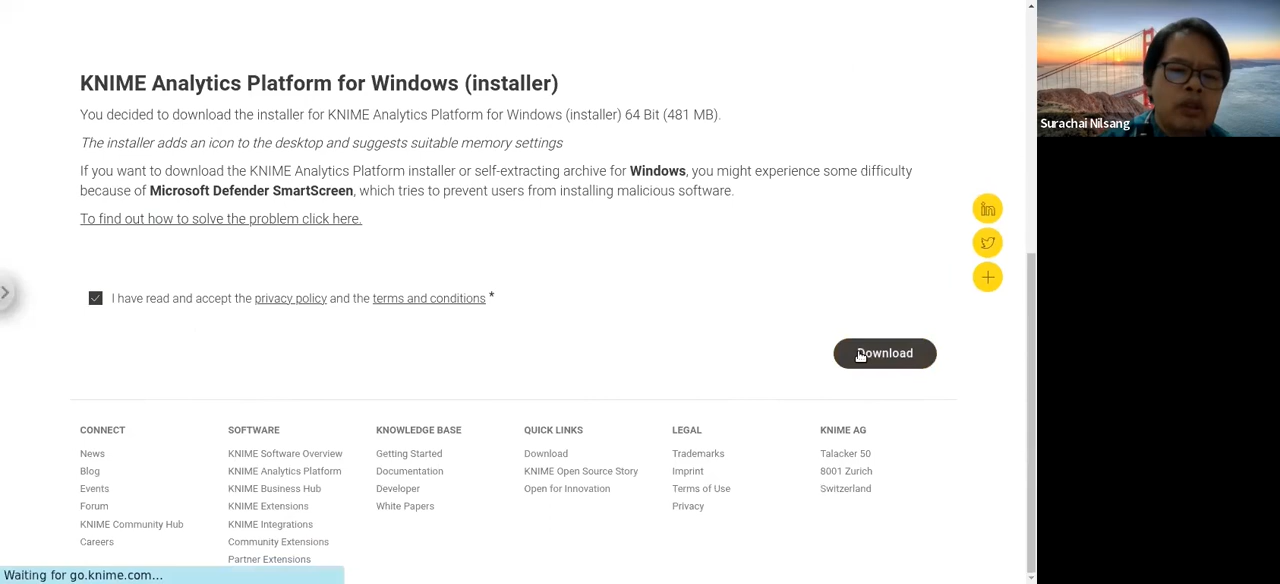 KNIME Analytics Platform for Windows (installer)
You decided to download the installer for KNIME Analytics Platform for Windows (installer) 64 Bit (481 MB).
The installer adds an icon to the desktop and suggests suitable memory settings
If you want to download the KNIME Analytics Platform installer or self-extracting archive for Windows, you might experience some difficulty
because of Microsoft Defender SmartScreen, which tries to prevent users from installing malicious software.
To find out how to solve the problem click here.
I have read and accept the privacy policy and the terms and conditions *
Download
CONNECT
News
Blog
Events
Forum
KNIME Community Hub
Careers
SOFTWARE
KNIME Software Overview
KNIME Analytics Platform
KNIME Business Hub
KNIME Extensions
KNIME Integrations
Community Extensions
Partner Extensions
KNOWLEDGE BASE
Getting Started
Documentation
Developer
White Papers
QUICK LINKS
Download
KNIME Open Source Story
Open for Innovation
LEGAL
Trademarks
Imprint
Terms of Use
Privacy
KNIME AG
Talacker 50
8001 Zurich
Switzerland
Waiting for go.knime.com...
Surachai Nilsang